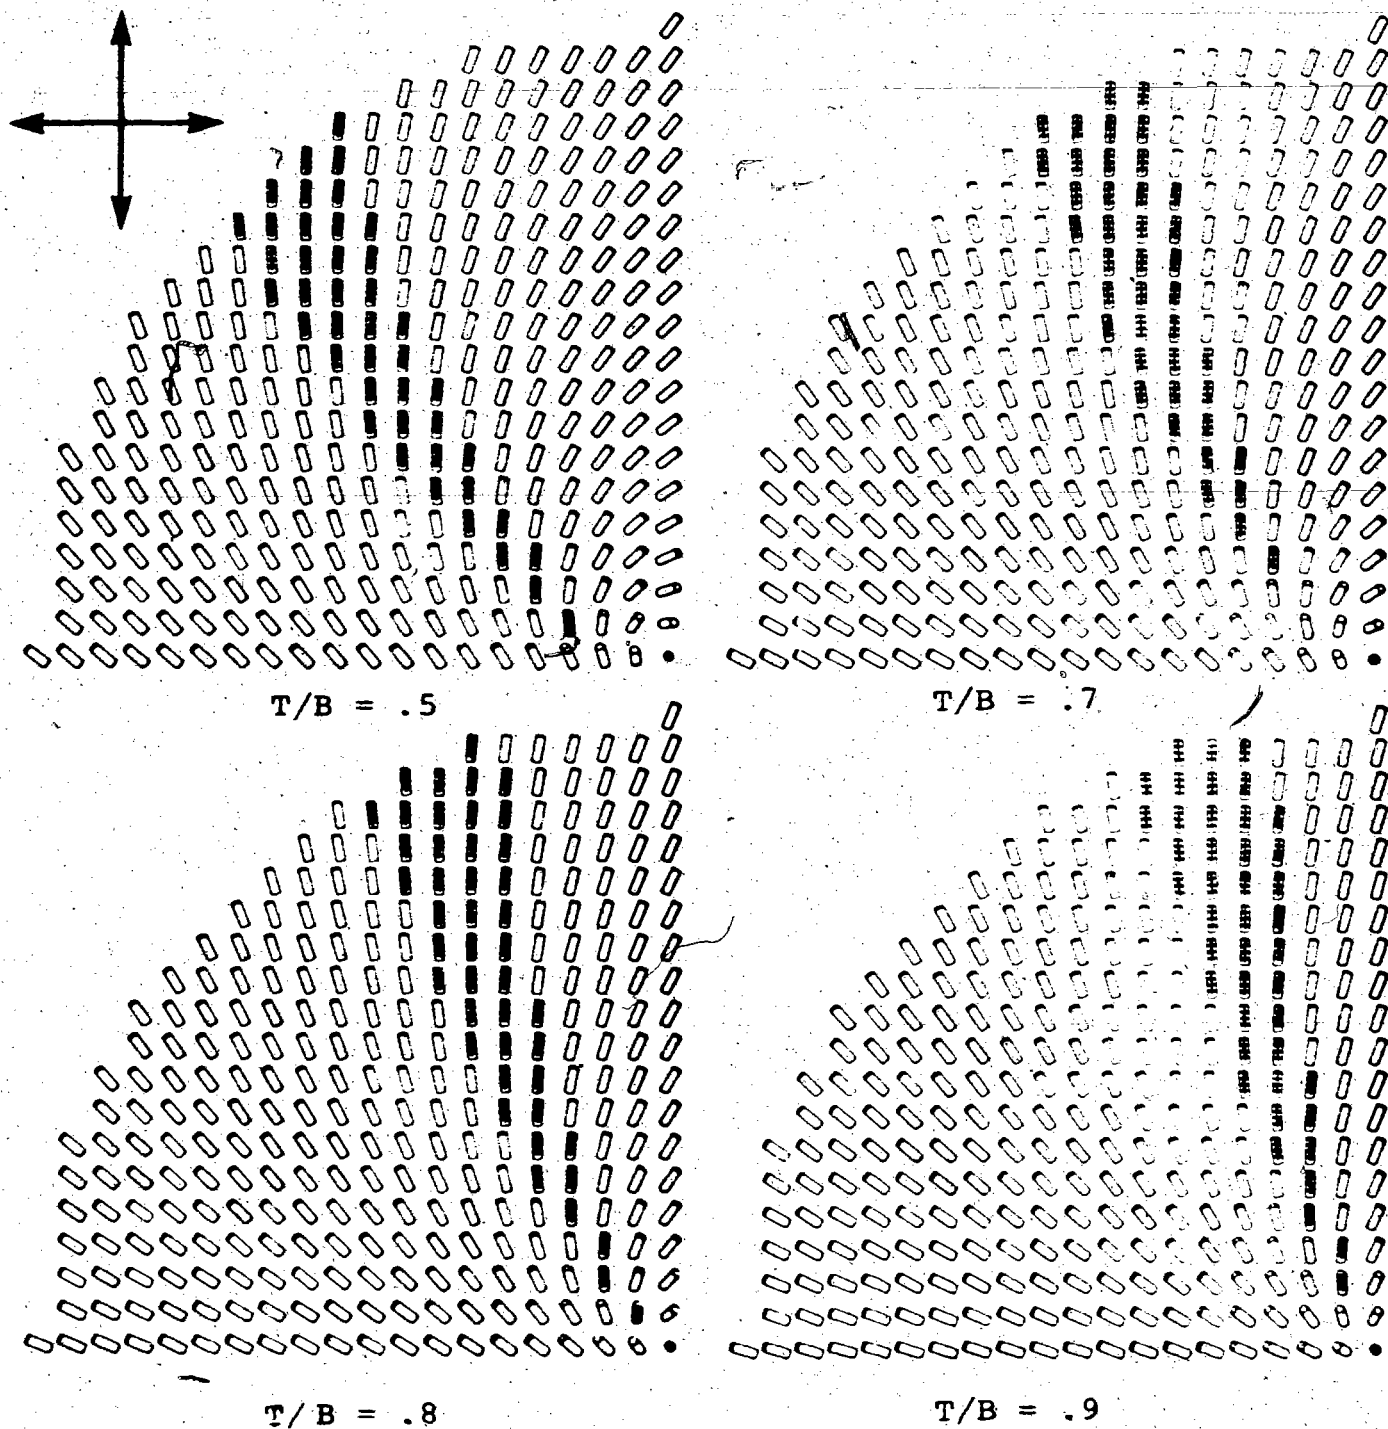 T/B = .5
T/B = .7
T/B = .8
T/B = .9